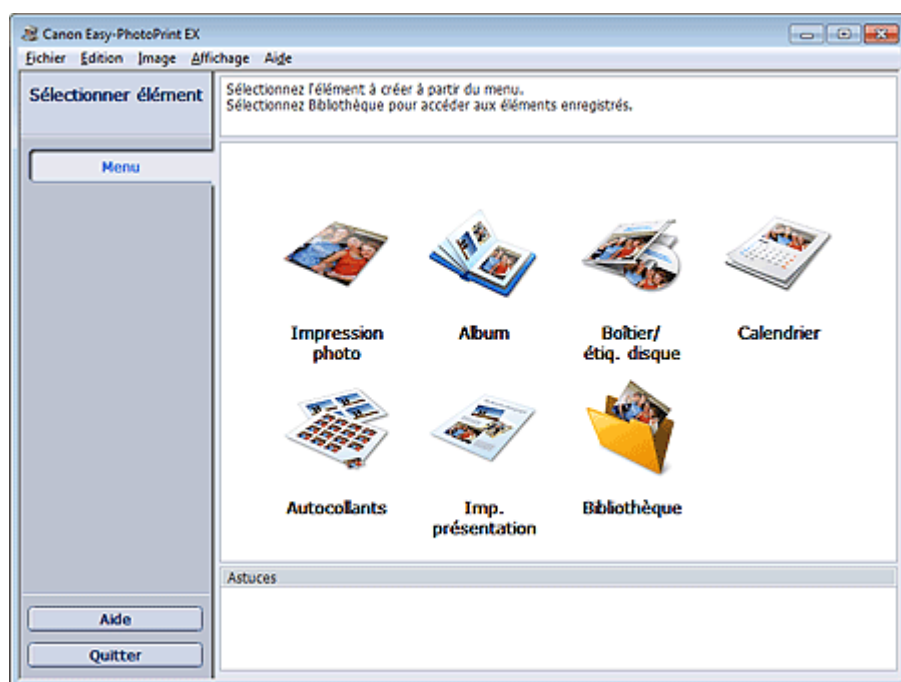 Canon Easy-PhotoPrint EX
Fichier Édition Image Affichage Aide
Sélectionner élément
Sélectionnez l'élément à créer à partir du menu.
Sélectionnez Bibliothèque pour accéder aux éléments enregistrés.
Menu
Impression
photo
Album
Boîtier/
étiq. disque
Calendrier
Autocollants
Imp.
présentation
Bibliothèque
Astuces
Aide
Quitter